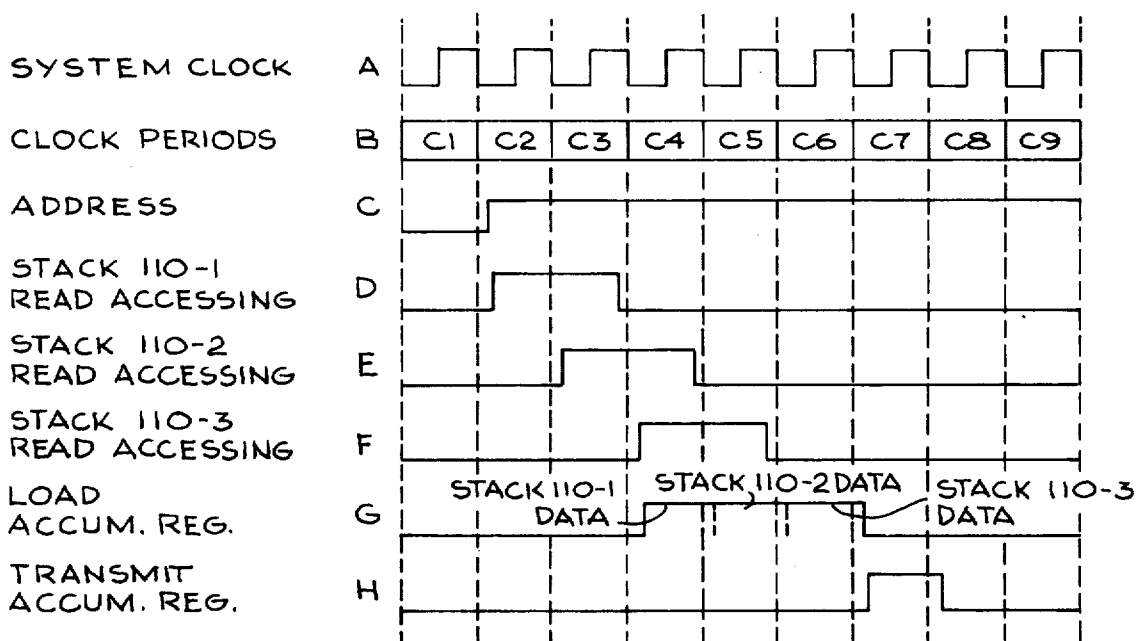 SYSTEM CLOCK A
CLOCK PERIODS B C1 C2 C3 C4 C5 C6 C7 C8 C9
ADDRESS C
STACK 110-1
READ ACCESSING D
STACK 110-2
READ ACCESSING E
STACK 110-3
READ ACCESSING F
LOAD
ACCUM. REG. G
STACK 110-1
DATA
STACK 110-2 DATA
STACK 110-3
DATA
TRANSMIT
ACCUM. REG. H